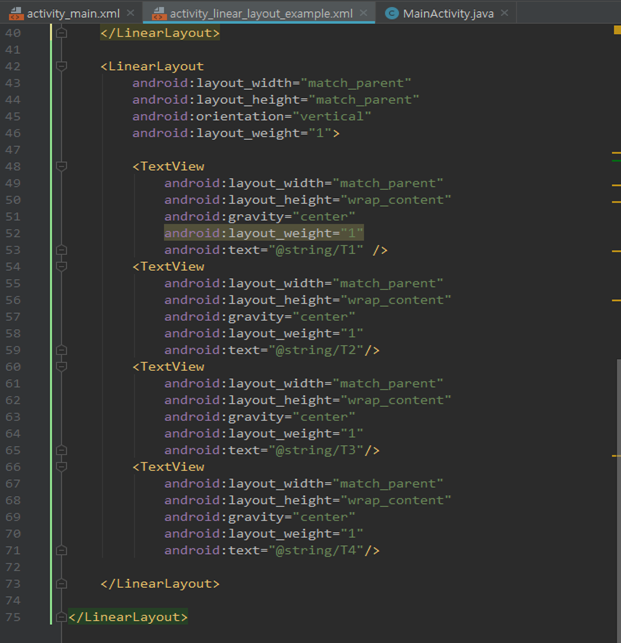 activity_main.xml × activity_linear_layout_example.xml × C MainActivity.java ×
40 </LinearLayout>
41
42 <LinearLayout
43 android:layout_width="match_parent"
44 android:layout_height="match_parent"
45 android:orientation="vertical"
46 android:layout_weight="1">
47
48 <TextView
49 android:layout_width="match_parent"
50 android:layout_height="wrap_content"
51 android:gravity="center"
52 android:layout_weight="1"
53 android:text="@string/T1" />
54 <TextView
55 android:layout_width="match_parent"
56 android:layout_height="wrap_content"
57 android:gravity="center"
58 android:layout_weight="1"
59 android:text="@string/T2"/>
60 <TextView
61 android:layout_width="match_parent"
62 android:layout_height="wrap_content"
63 android:gravity="center"
64 android:layout_weight="1"
65 android:text="@string/T3"/>
66 <TextView
67 android:layout_width="match_parent"
68 android:layout_height="wrap_content"
69 android:gravity="center"
70 android:layout_weight="1"
71 android:text="@string/T4"/>
72
73 </LinearLayout>
74
75 </LinearLayout>